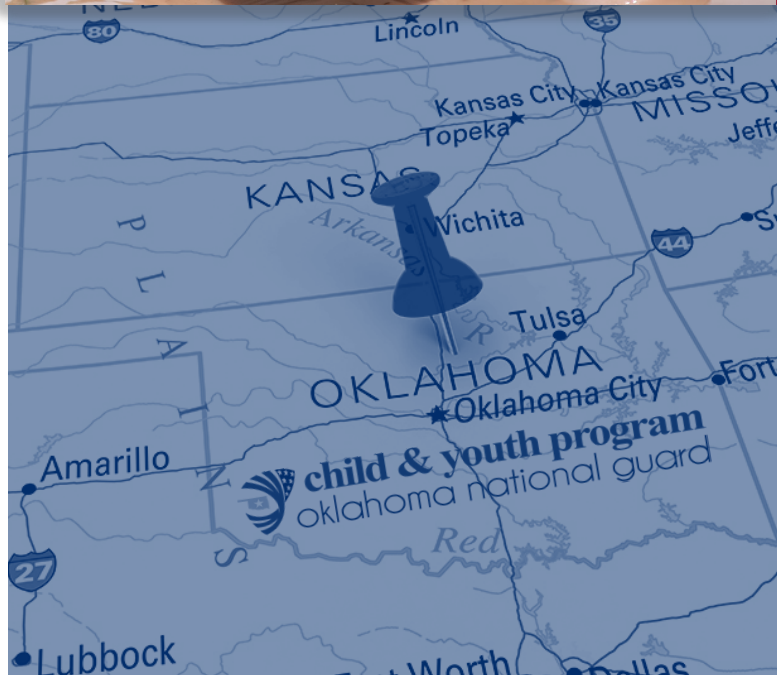 80
35
Lincoln
Kansas City
Kansas City
Topeka
KANSAS
Arkansas
Wichita
44
R
Tulsa
OKLAHOMA
Oklahoma City
Fort
Amarillo
PLAINS
child & youth program
oklahoma national guard
Red
27
Lubbock
Worth
Dallas